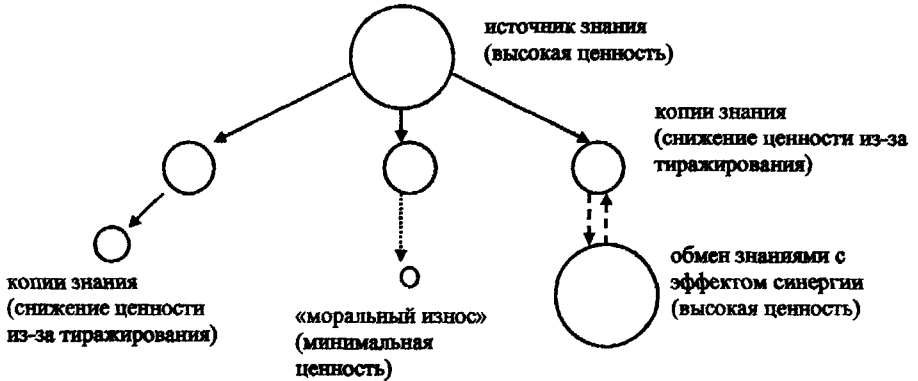 источник знания
(высокая ценность)
копии знания
(снижение ценности из-за
тиражирования)
копии знания
(снижение ценности
из-за тиражирования)
«моральный износ»
(минимальная
ценность)
обмен знаниями с
эффектом синергии
(высокая ценность)